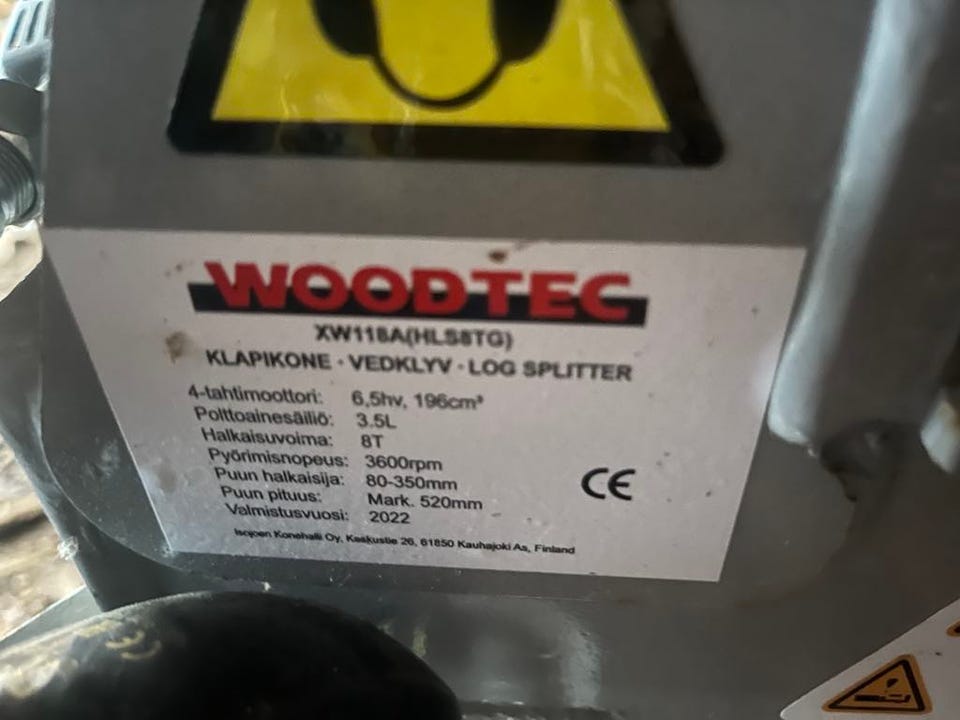 WOODTEC
XW118A(HLS8TG)
KLAPIKONE · VEDKLYV · LOG SPLITTER
4-tahtimoottori: 6,5hv, 196cm³
Polttoainesäiliö: 3.5L
Halkaisuvoima: 8T
Pyörimisnopeus: 3600rpm
Puun halkaisija: 80-350mm
Puun pituus: Mark. 520mm
Valmistusvuosi: 2022
CE
Isojoen Konehalli Oy, Keskustie 26, 61850 Kauhajoki As, Finland